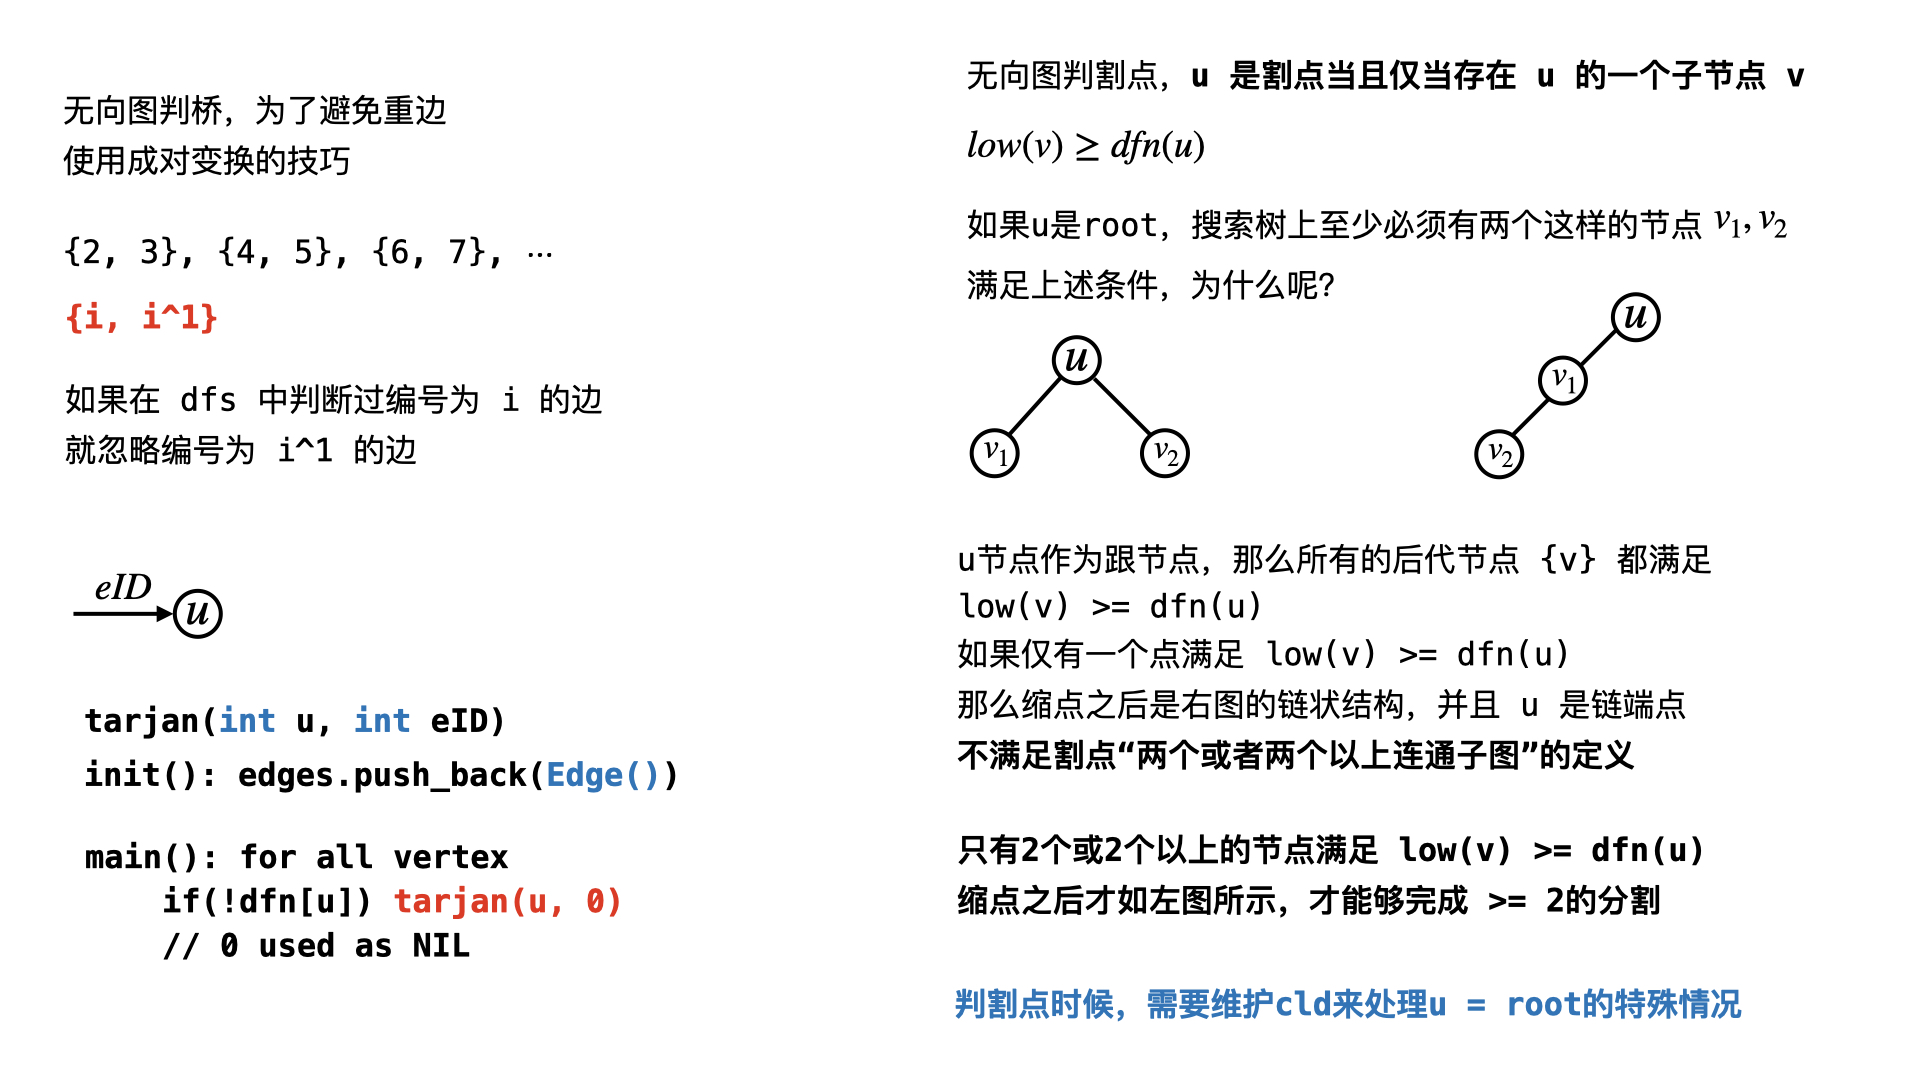 无向图判桥，为了避免重边
使用成对变换的技巧
{2, 3}, {4, 5}, {6, 7}, ...
{i, i^1}
如果在 dfs 中判断过编号为 i 的边
就忽略编号为 i^1 的边
eID
u
tarjan(int u, int eID)
init(): edges.push_back(Edge())
main(): for all vertex
if(!dfn[u]) tarjan(u, 0)
// 0 used as NIL
无向图判割点，u 是割点当且仅当存在 u 的一个子节点 v
low(v) ≥ dfn(u)
如果u是root，搜索树上至少必须有两个这样的节点 v₁, v₂
满足上述条件，为什么呢？
u
v₁
v₂
u
v₁
v₂
u节点作为跟节点，那么所有的后代节点 {v} 都满足
low(v) >= dfn(u)
如果仅有一个点满足 low(v) >= dfn(u)
那么缩点之后是右图的链状结构，并且 u 是链端点
不满足割点“两个或者两个以上连通子图”的定义
只有2个或2个以上的节点满足 low(v) >= dfn(u)
缩点之后才如左图所示，才能够完成 >= 2的分割
判割点时候，需要维护cld来处理u = root的特殊情况